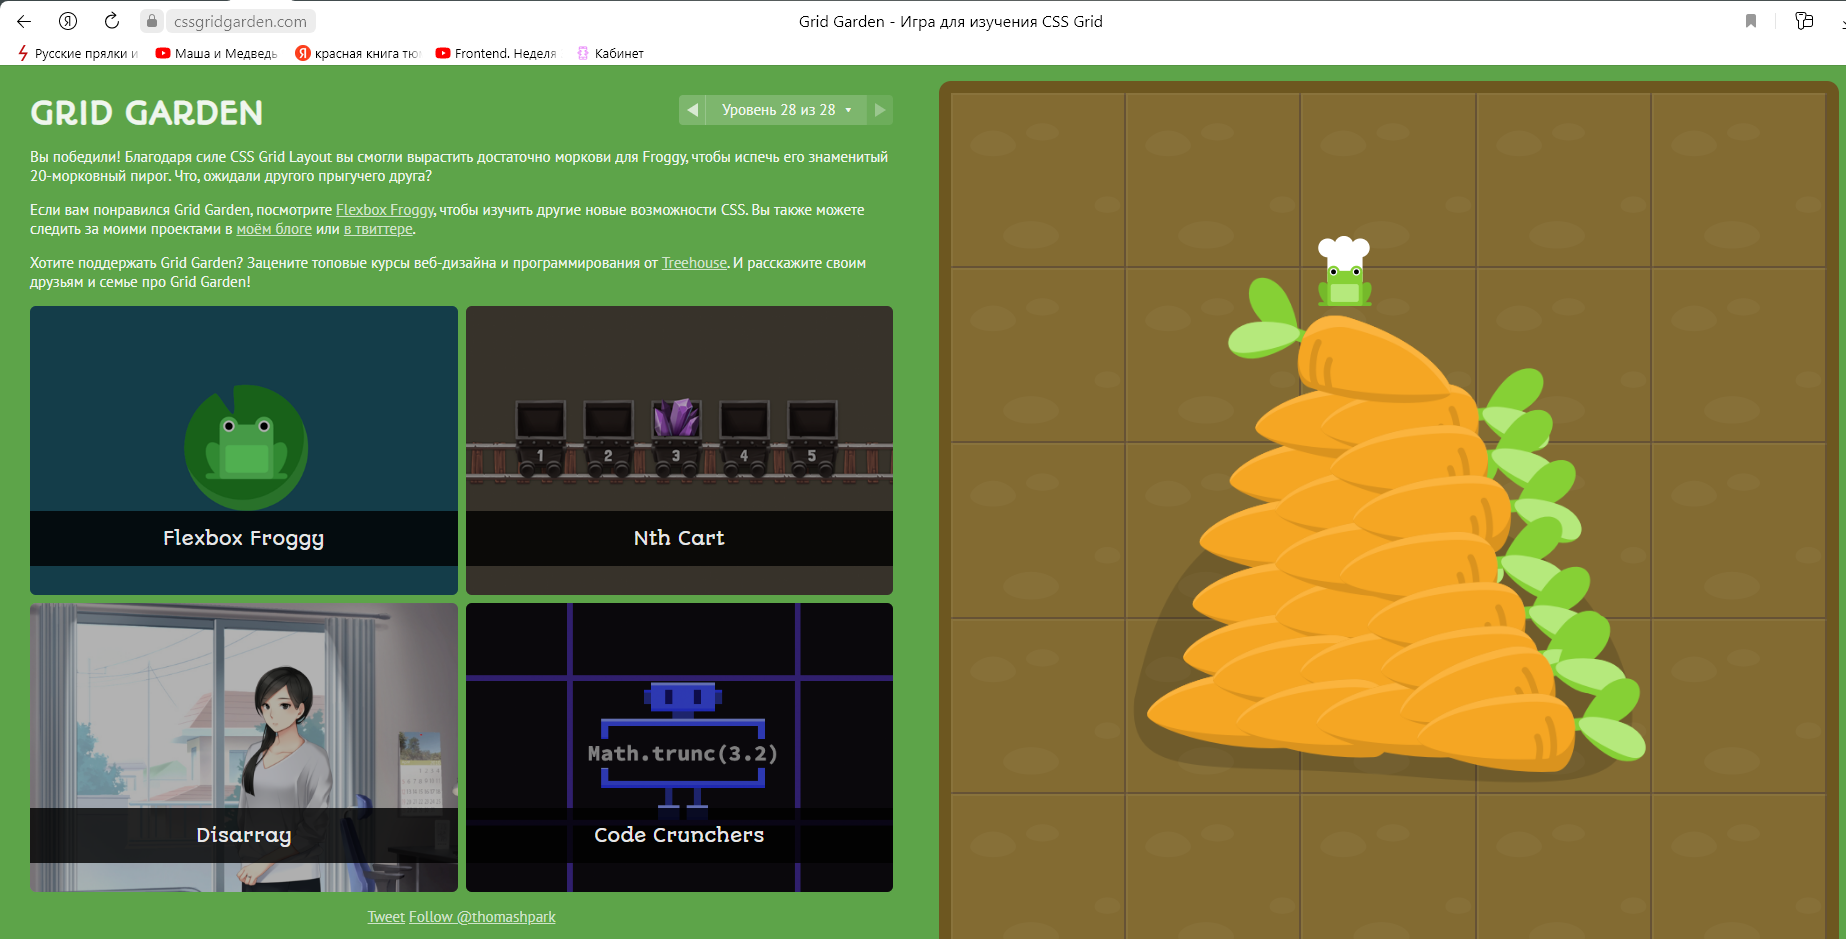 cssgridgarden.com
Grid Garden - Игра для изучения CSS Grid
Русские прялки и
Маша и Медведь
красная книга тю
Frontend. Неделя
Кабинет
GRID GARDEN
Уровень 28 из 28
Вы победили! Благодаря силе CSS Grid Layout вы смогли вырастить достаточно моркови для Froggy, чтобы испечь его знаменитый
20-морковный пирог. Что, ожидали другого прыгучего друга?
Если вам понравился Grid Garden, посмотрите Flexbox Froggy, чтобы изучить другие новые возможности CSS. Вы также можете
следить за моими проектами в моём блоге или в твиттере.
Хотите поддержать Grid Garden? Зацените топовые курсы веб-дизайна и программирования от Treehouse. И расскажите своим
друзьям и семье про Grid Garden!
Flexbox Froggy
1 2 3 4 5
Nth Cart
Disarray
Math.trunc(3.2)
Code Crunchers
Tweet Follow @thomashpark